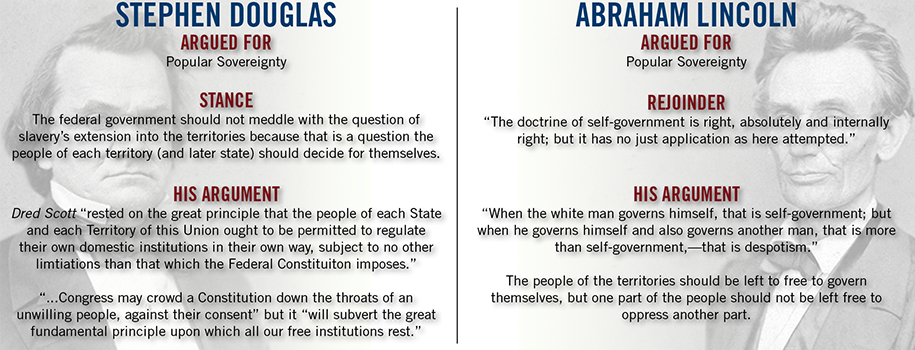 STEPHEN DOUGLAS
ARGUED FOR
Popular Sovereignty
STANCE
The federal government should not meddle with the question of
slavery's extension into the territories because that is a question the
people of each territory (and later state) should decide for themselves.
HIS ARGUMENT
Dred Scott “rested on the great principle that the people of each State
and each Territory of this Union ought to be permitted to regulate
their own domestic institutions in their own way, subject to no other
limtiations than that which the Federal Constituiton imposes.”
“...Congress may crowd a Constitution down the throats of an
unwilling people, against their consent” but it “will subvert the great
fundamental principle upon which all our free institutions rest.”
ABRAHAM LINCOLN
ARGUED FOR
Popular Sovereignty
REJOINDER
“The doctrine of self-government is right, absolutely and internally
right; but it has no just application as here attempted.”
HIS ARGUMENT
“When the white man governs himself, that is self-government; but
when he governs himself and also governs another man, that is more
than self-government,—that is despotism.”
The people of the territories should be left to free to govern
themselves, but one part of the people should not be left free to
oppress another part.